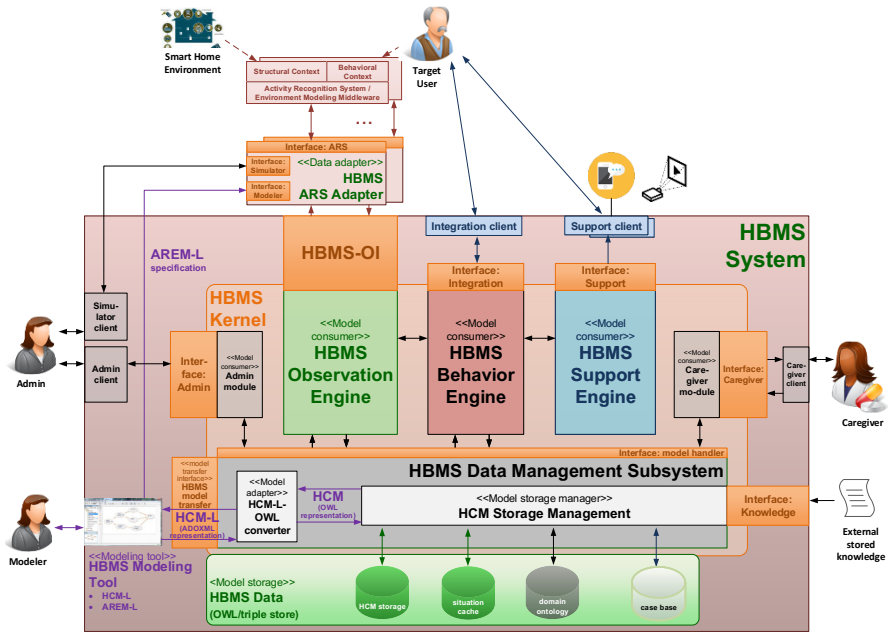 Smart Home
Environment
Target
User
Structural Context
Behavioral
Context
Activity Recognition System /
Environment Modeling Middleware
...
Interface: ARS
Interface:
Simulator
Interface:
Modeler
<<Data adapter>>
HBMS
ARS Adapter
HBMS
System
AREM-L
specification
HBMS-OI
Integration client
Support client
Interface:
Integration
Interface:
Support
HBMS
Kernel
Simu-
lator
client
Admin
client
Admin
Inter-
face:
Admin
<<Model
consumer>>
Admin
module
<<Model
consumer>>
HBMS
Observation
Engine
<<Model
consumer>>
HBMS
Behavior
Engine
<<Model
consumer>>
HBMS
Support
Engine
<<Model
consumer>>
Care-
giver
mo-dule
Interface:
Caregiver
Care-
giver
client
Caregiver
Interface: model handler
HBMS Data Management Subsystem
<<model
transfer
interface>>
HBMS
model
transfer
HCM-L
(ADOXML
representation)
<<Model
adapter>>
HCM-L-
OWL
converter
HCM
(OWL
representation)
<<Model storage manager>>
HCM Storage Management
Interface:
Knowledge
External
stored
knowledge
Modeler
<<Modeling tool>>
HBMS Modeling
Tool
• HCM-L
• AREM-L
<Model storage>>
HBMS Data
(OWL/triple store)
HCM storage
situation
cache
domain
ontology
case base